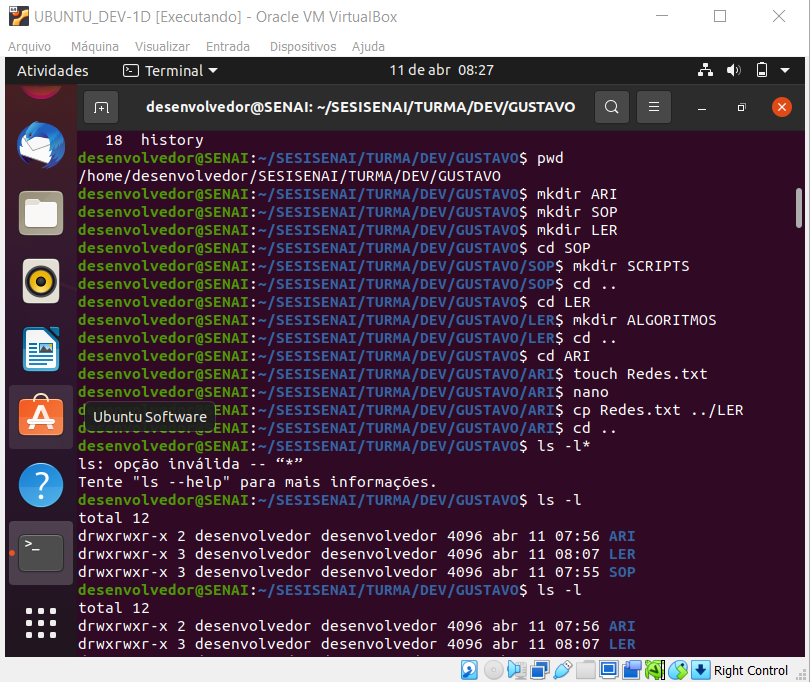 UBUNTU_DEV-1D [Executando] - Oracle VM VirtualBox
Arquivo Máquina Visualizar Entrada Dispositivos Ajuda
Atividades Terminal 11 de abr 08:27
desenvolvedor@SENAI: ~/SESISENAI/TURMA/DEV/GUSTAVO
18 history
desenvolvedor@SENAI:~/SESISENAI/TURMA/DEV/GUSTAVO$ pwd
/home/desenvolvedor/SESISENAI/TURMA/DEV/GUSTAVO
desenvolvedor@SENAI:~/SESISENAI/TURMA/DEV/GUSTAVO$ mkdir ARI
desenvolvedor@SENAI:~/SESISENAI/TURMA/DEV/GUSTAVO$ mkdir SOP
desenvolvedor@SENAI:~/SESISENAI/TURMA/DEV/GUSTAVO$ mkdir LER
desenvolvedor@SENAI:~/SESISENAI/TURMA/DEV/GUSTAVO$ cd SOP
desenvolvedor@SENAI:~/SESISENAI/TURMA/DEV/GUSTAVO/SOP$ mkdir SCRIPTS
desenvolvedor@SENAI:~/SESISENAI/TURMA/DEV/GUSTAVO/SOP$ cd ..
desenvolvedor@SENAI:~/SESISENAI/TURMA/DEV/GUSTAVO$ cd LER
desenvolvedor@SENAI:~/SESISENAI/TURMA/DEV/GUSTAVO/LER$ mkdir ALGORITMOS
desenvolvedor@SENAI:~/SESISENAI/TURMA/DEV/GUSTAVO/LER$ cd ..
desenvolvedor@SENAI:~/SESISENAI/TURMA/DEV/GUSTAVO$ cd ARI
desenvolvedor@SENAI:~/SESISENAI/TURMA/DEV/GUSTAVO/ARI$ touch Redes.txt
desenvolvedor@SENAI:~/SESISENAI/TURMA/DEV/GUSTAVO/ARI$ nano
@SENAI:~/SESISENAI/TURMA/DEV/GUSTAVO/ARI$ cp Redes.txt ../LER
Ubuntu Software
desenvolvedor@SENAI:~/SESISENAI/TURMA/DEV/GUSTAVO/ARI$ cd ..
desenvolvedor@SENAI:~/SESISENAI/TURMA/DEV/GUSTAVO$ ls -l*
ls: opção inválida -- “*”
Tente "ls --help" para mais informações.
desenvolvedor@SENAI:~/SESISENAI/TURMA/DEV/GUSTAVO$ ls -l
total 12
drwxrwxr-x 2 desenvolvedor desenvolvedor 4096 abr 11 07:56 ARI
drwxrwxr-x 3 desenvolvedor desenvolvedor 4096 abr 11 08:07 LER
drwxrwxr-x 3 desenvolvedor desenvolvedor 4096 abr 11 07:55 SOP
desenvolvedor@SENAI:~/SESISENAI/TURMA/DEV/GUSTAVO$ ls -l
total 12
drwxrwxr-x 2 desenvolvedor desenvolvedor 4096 abr 11 07:56 ARI
drwxrwxr-x 3 desenvolvedor desenvolvedor 4096 abr 11 08:07 LER
Right Control